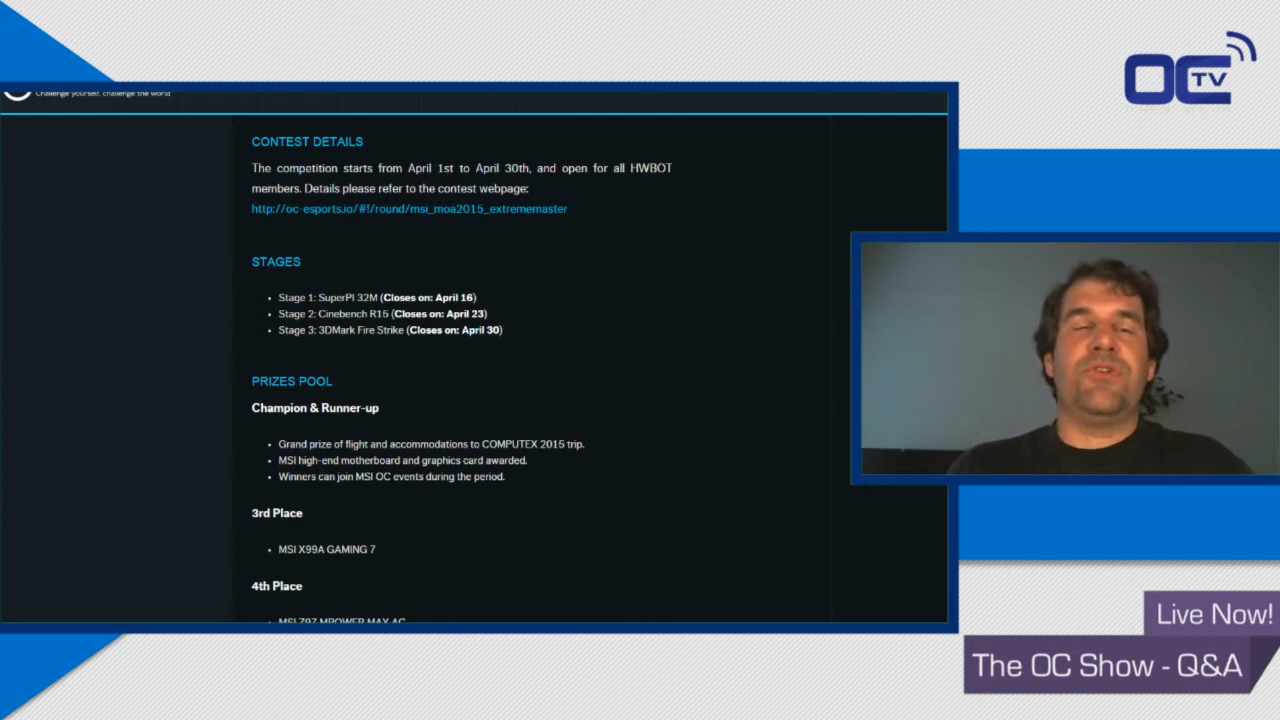 OC TV
Challenge yourself, challenge the world
CONTEST DETAILS
The competition starts from April 1st to April 30th, and open for all HWBOT
members. Details please refer to the contest webpage:
http://oc-esports.io/#!/round/msi_moa2015_extrememaster
STAGES
• Stage 1: SuperPI 32M (Closes on: April 16)
• Stage 2: Cinebench R15 (Closes on: April 23)
• Stage 3: 3DMark Fire Strike (Closes on: April 30)
PRIZES POOL
Champion & Runner-up
• Grand prize of flight and accommodations to COMPUTEX 2015 trip.
• MSI high-end motherboard and graphics card awarded.
• Winners can join MSI OC events during the period.
3rd Place
• MSI X99A GAMING 7
4th Place
• MSI Z97 MPOWER MAX AC
Live Now!
The OC Show - Q&A